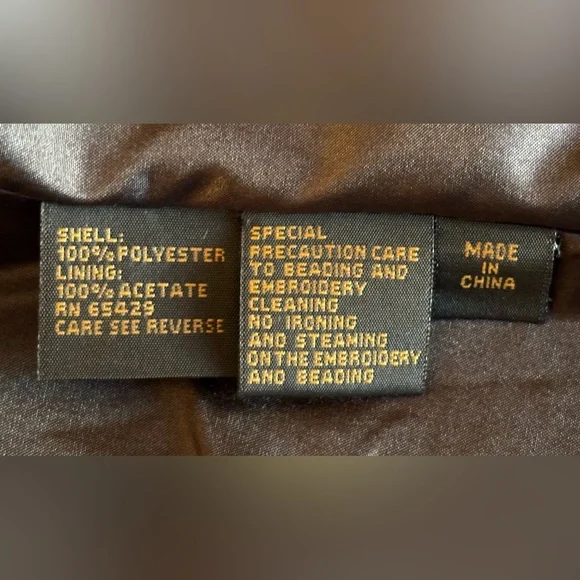 SHELL:
100% POLYESTER
LINING:
100% ACETATE
RN 65429
CARE SEE REVERSE
SPECIAL
PRECAUTION CARE
TO BEADING AND
EMBROIDERY
CLEANING
NO IRONING
AND STEAMING
ON THE EMBROIDERY
AND BEADING
MADE
IN
CHINA